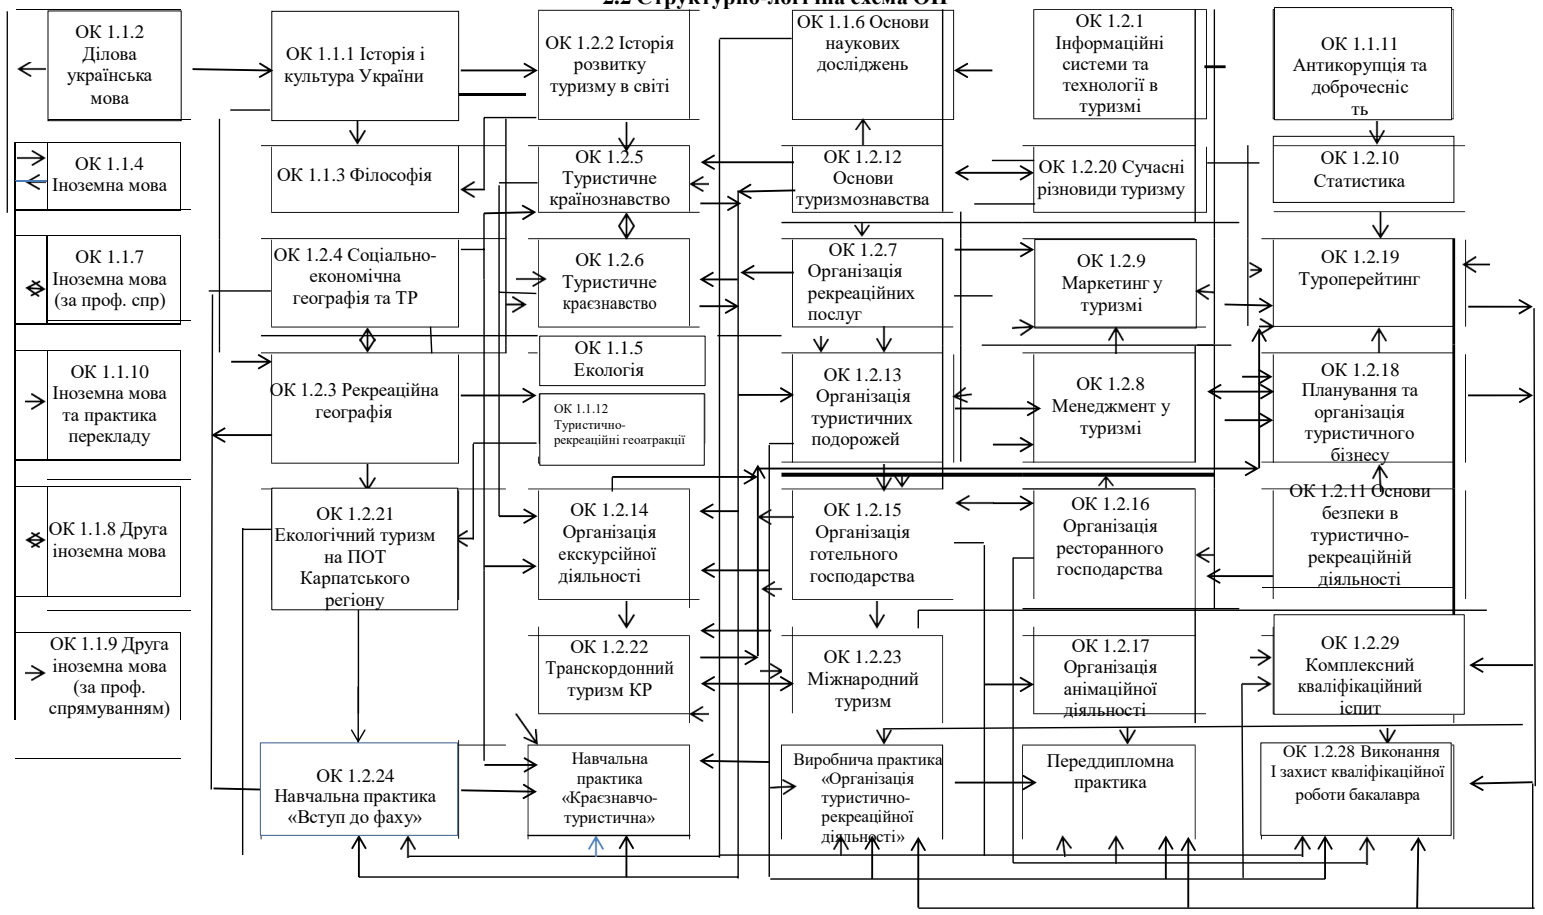 2.2 Структурно-логічна схема ОП
ОК 1.1.2
Ділова
українська
мова
ОК 1.1.1 Історія і
культура України
ОК 1.2.2 Історія
розвитку
туризму в світі
ОК 1.1.6 Основи
наукових
досліджень
ОК 1.2.1
Інформаційні
системи та
технології в
туризмі
ОК 1.1.11
Антикорупція та
доброчесніс
ть
ОК 1.1.4
Іноземна мова
ОК 1.1.3 Філософія
ОК 1.2.5
Туристичне
країнознавство
ОК 1.2.12
Основи
туризмознавства
ОК 1.2.20 Сучасні
різновиди туризму
ОК 1.2.10
Статистика
ОК 1.1.7
Іноземна мова
(за проф. спр)
ОК 1.2.4 Соціально-
економічна
географія та ТР
ОК 1.2.6
Туристичне
краєзнавство
ОК 1.2.7
Організація
рекреаційних
послуг
ОК 1.2.9
Маркетинг у
туризмі
ОК 1.2.19
Туроперейтинг
ОК 1.1.10
Іноземна мова
та практика
перекладу
ОК 1.2.3 Рекреаційна
географія
ОК 1.1.5
Екологія
ОК 1.1.12
Туристично-
рекреаційні геоатракції
ОК 1.2.13
Організація
туристичних
подорожей
ОК 1.2.8
Менеджмент у
туризмі
ОК 1.2.18
Планування та
організація
туристичного
бізнесу
ОК 1.1.8 Друга
іноземна мова
ОК 1.2.21
Екологічний туризм
на ПОТ
Карпатського
регіону
ОК 1.2.14
Організація
екскурсійної
діяльності
ОК 1.2.15
Організація
готельного
господарства
ОК 1.2.16
Організація
ресторанного
господарства
ОК 1.2.11 Основи
безпеки в
туристично-
рекреаційній
діяльності
ОК 1.1.9 Друга
іноземна мова
(за проф.
спрямуванням)
ОК 1.2.22
Транскордонний
туризм КР
ОК 1.2.23
Міжнародний
туризм
ОК 1.2.17
Організація
анімаційної
діяльності
ОК 1.2.29
Комплексний
кваліфікаційний
іспит
ОК 1.2.24
Навчальна практика
«Вступ до фаху»
Навчальна
практика
«Краєзнавчо-
туристична»
Виробнича практика
«Організація
туристично-
рекреаційної
діяльності»
Переддипломна
практика
ОК 1.2.28 Виконання
І захист кваліфікаційної
роботи бакалавра